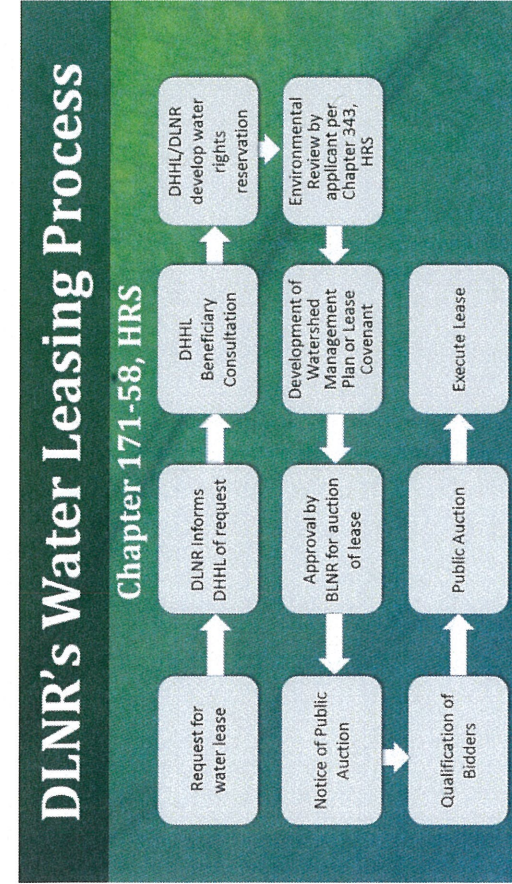 DLNR's Water Leasing Process
Chapter 171-58, HRS
Request for
water lease
DLNR informs
DHHL of request
DHHL
Beneficiary
Consultation
DHHL/DLNR
develop water
rights
reservation
Environmental
Review by
applicant per
Chapter 343,
HRS
Development of
Watershed
Management
Plan or Lease
Covenant
Approval by
BLNR for auction
of lease
Notice of Public
Auction
Qualification of
Bidders
Public Auction
Execute Lease